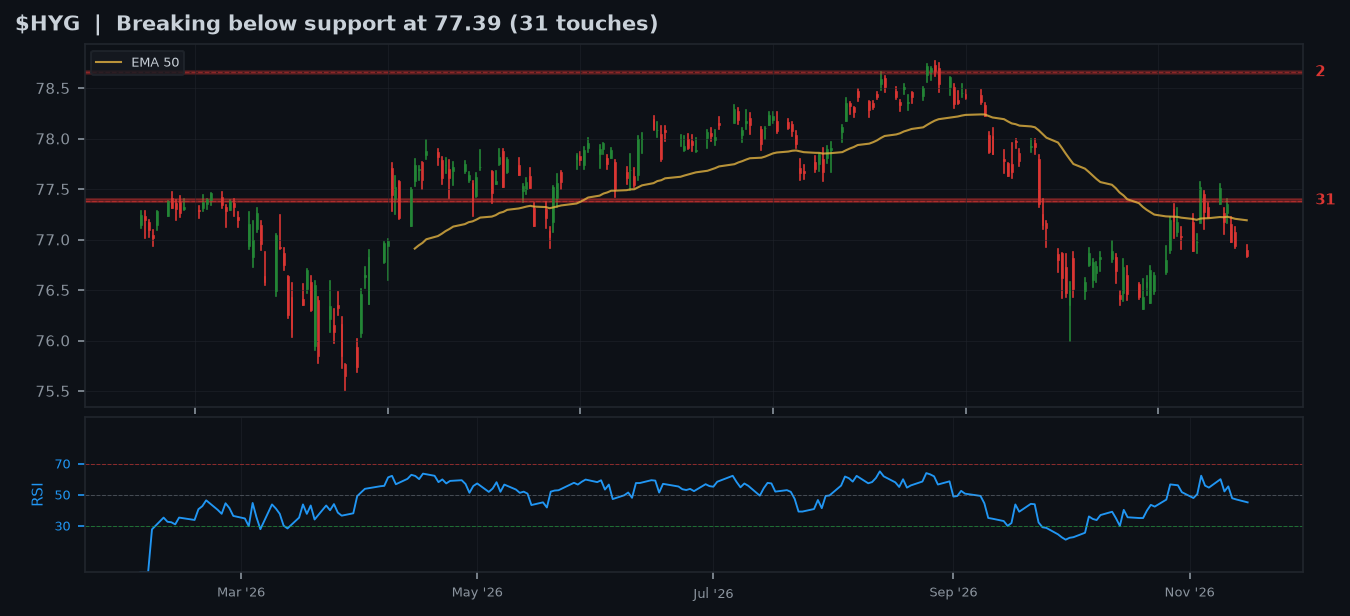 $HYG | Breaking below support at 77.39 (31 touches)
EMA 50
2
78.5
78.0
77.5
31
77.0
76.5
76.0
75.5
RSI
70
50
30
Mar '26
May '26
Jul '26
Sep '26
Nov '26